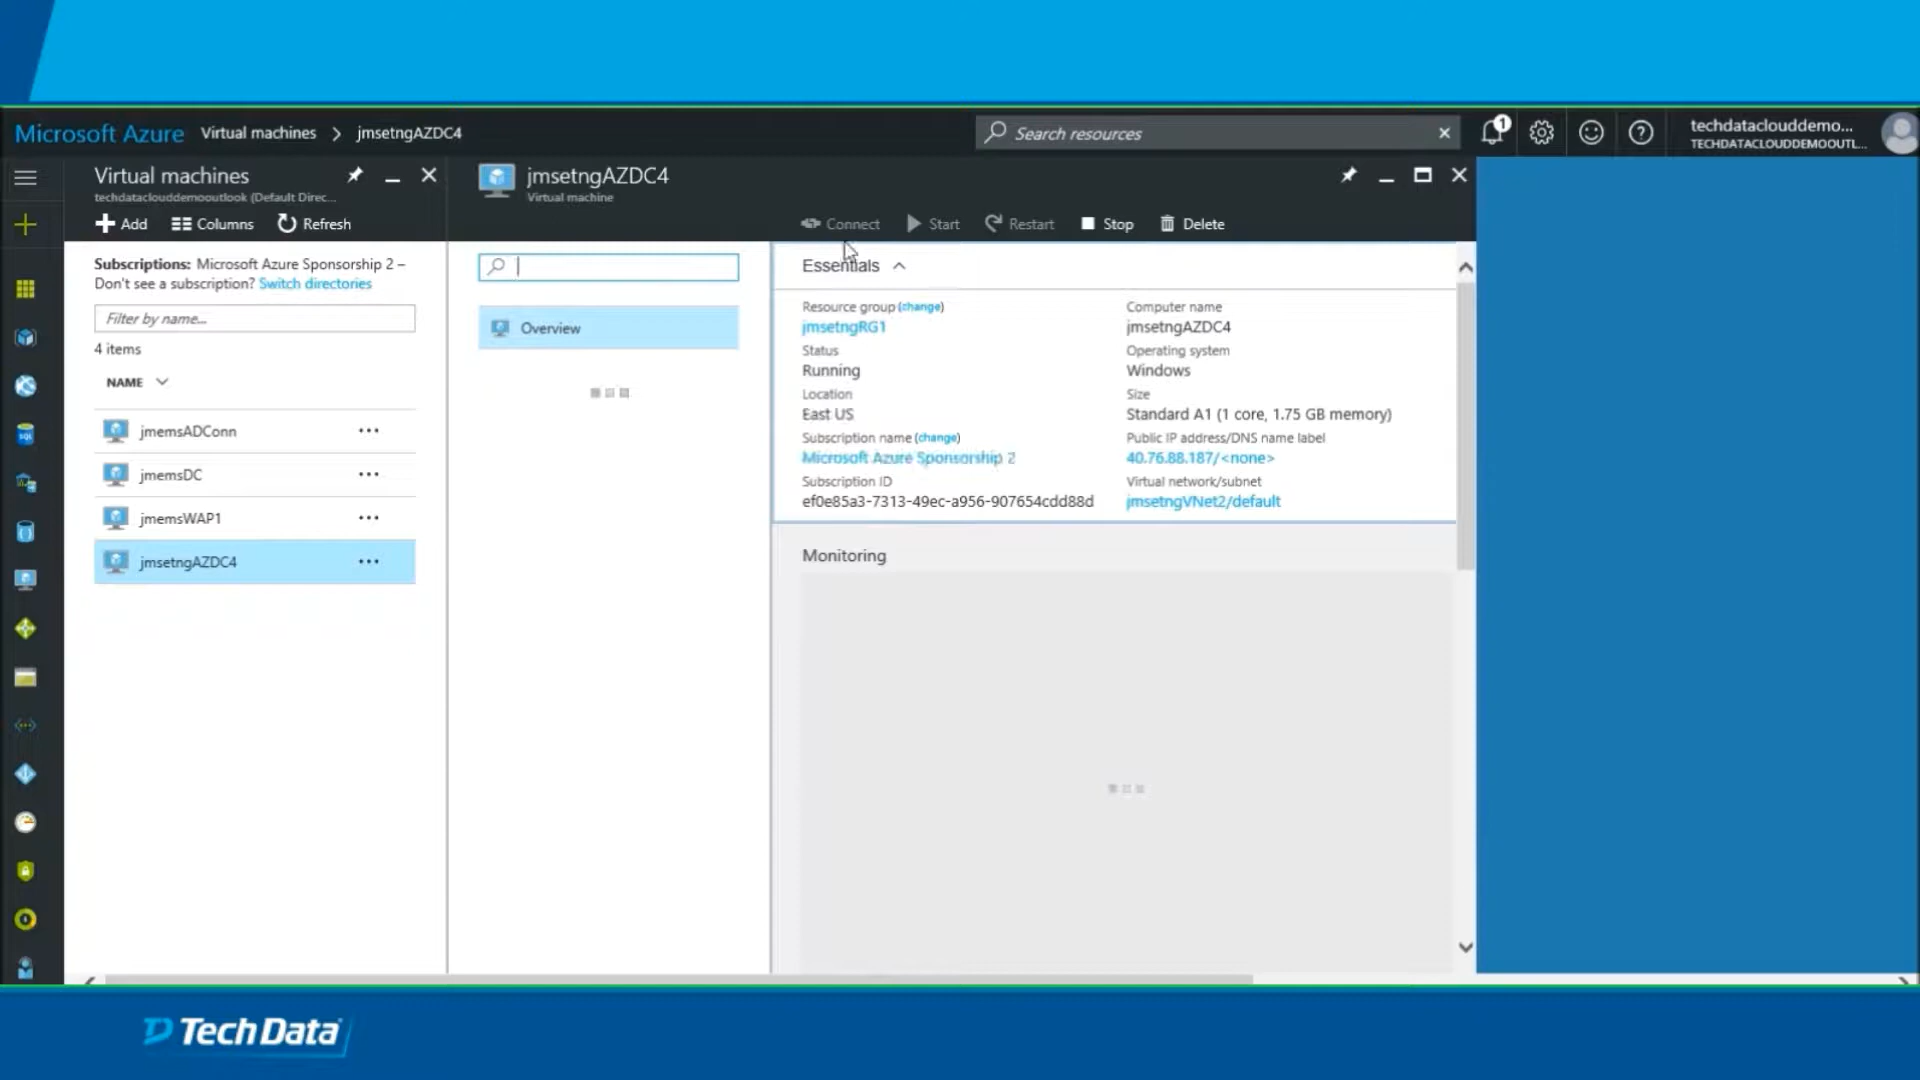 Microsoft Azure Virtual machines > jmsetngAZDC4
Search resources
1
techdataclouddemo...
TECHDATACLOUDDEMOOUTL...
Virtual machines
techdataclouddemooutlook (Default Direc...
Add Columns Refresh
Subscriptions: Microsoft Azure Sponsorship 2 –
Don't see a subscription? Switch directories
Filter by name...
4 items
NAME
jmemsADConn
jmemsDC
jmemsWAP1
jmsetngAZDC4
jmsetngAZDC4
Virtual machine
Connect Start Restart Stop Delete
Overview
Essentials
Resource group (change)
jmsetngRG1
Status
Running
Location
East US
Subscription name (change)
Microsoft Azure Sponsorship 2
Subscription ID
ef0e85a3-7313-49ec-a956-907654cdd88d
Computer name
jmsetngAZDC4
Operating system
Windows
Size
Standard A1 (1 core, 1.75 GB memory)
Public IP address/DNS name label
40.76.88.187/<none>
Virtual network/subnet
jmsetngVNet2/default
Monitoring
Tech Data